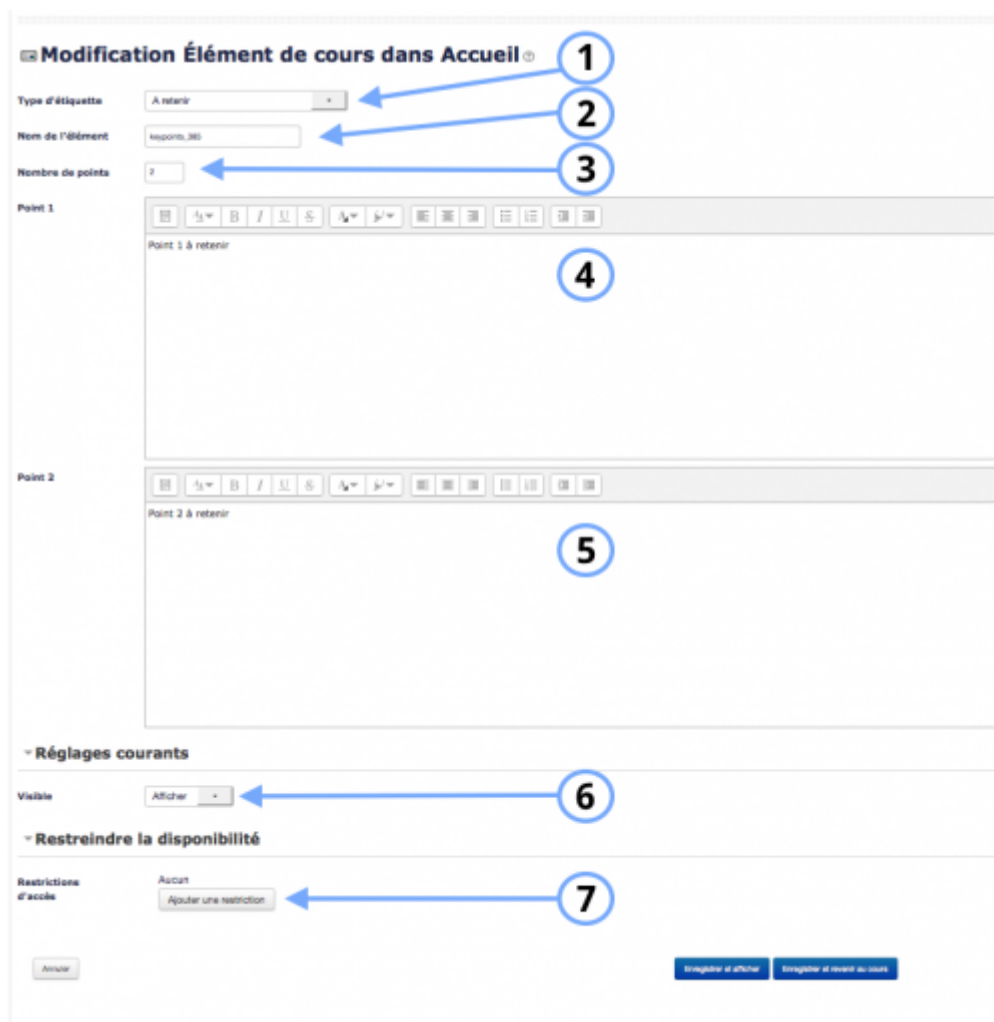 Modification Élément de cours dans Accueil
1
Type d'étiquette
A retenir
2
Nom de l'élément
keypoints_365
3
Nombre de points
2
Point 1
B I U S
Point 1 à retenir
4
Point 2
B I U S
Point 2 à retenir
5
Réglages courants
Visible
Afficher
6
Restreindre la disponibilité
Restrictions d'accès
Aucun
Ajouter une restriction
7
Annuler
Enregistrer et afficher
Enregistrer et revenir au cours